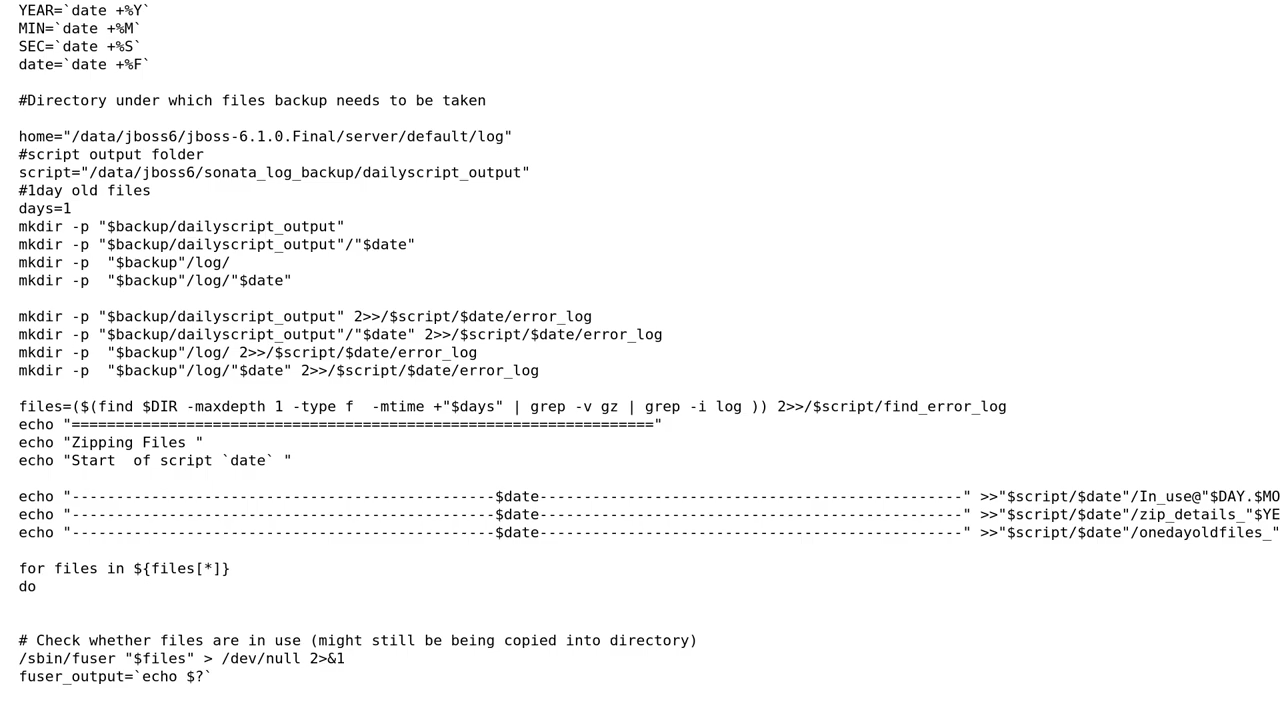 YEAR=`date +%Y`
MIN=`date +%M`
SEC=`date +%S`
date=`date +%F`
#Directory under which files backup needs to be taken
home="/data/jboss6/jboss-6.1.0.Final/server/default/log"
#script output folder
script="/data/jboss6/sonata_log_backup/dailyscript_output"
#1day old files
days=1
mkdir -p "$backup/dailyscript_output"
mkdir -p "$backup/dailyscript_output"/"$date"
mkdir -p  "$backup"/log/
mkdir -p  "$backup"/log/"$date"
mkdir -p "$backup/dailyscript_output" 2>>/$script/$date/error_log
mkdir -p "$backup/dailyscript_output"/"$date" 2>>/$script/$date/error_log
mkdir -p  "$backup"/log/ 2>>/$script/$date/error_log
mkdir -p  "$backup"/log/"$date" 2>>/$script/$date/error_log
files=($(find $DIR -maxdepth 1 -type f  -mtime +"$days" | grep -v gz | grep -i log )) 2>>/$script/find_error_log
echo "=================================================================="
echo "Zipping Files "
echo "Start  of script `date` "
echo "------------------------------------------------$date------------------------------------------------" >>"$script/$date"/In_use@"$DAY.$MO
echo "------------------------------------------------$date------------------------------------------------" >>"$script/$date"/zip_details_"$YE
echo "------------------------------------------------$date------------------------------------------------" >>"$script/$date"/onedayoldfiles_"
for files in ${files[*]}
do
# Check whether files are in use (might still be being copied into directory)
/sbin/fuser "$files" > /dev/null 2>&1
fuser_output=`echo $?`